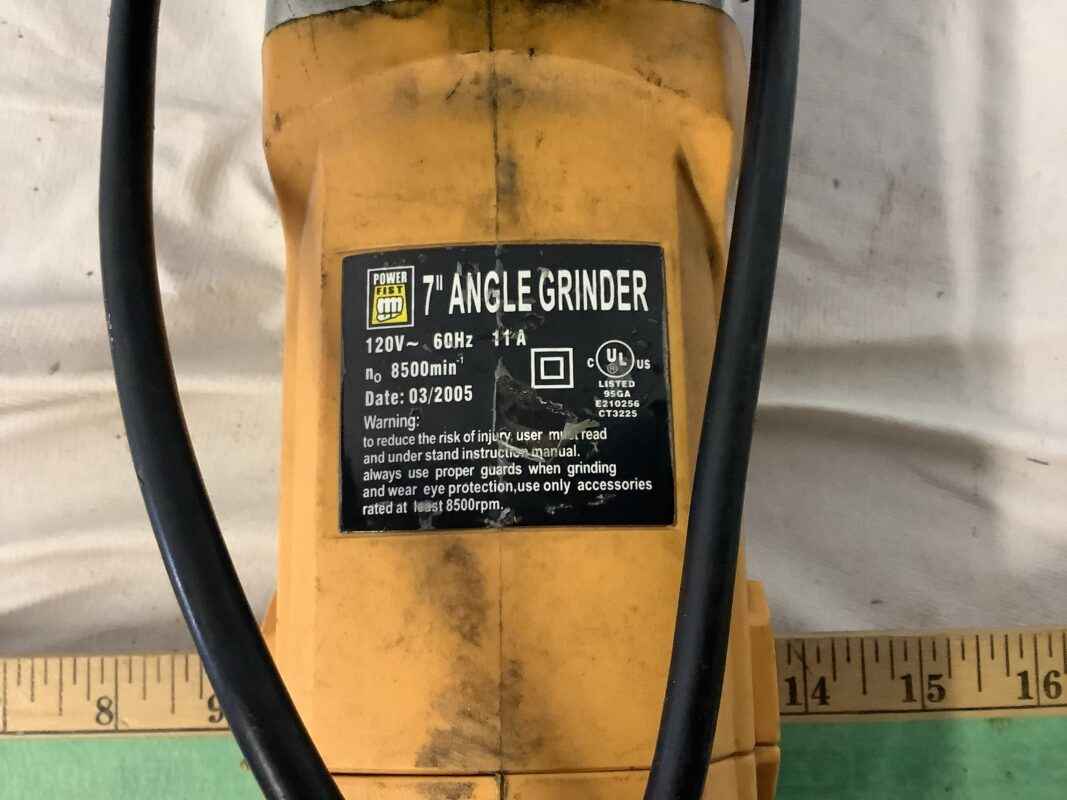 POWER
FIST
7" ANGLE GRINDER
120V~ 60Hz 11A
n₀ 8500min⁻¹
Date: 03/2005
C UL US
®
LISTED
95GA
E210256
CT3225
Warning:
to reduce the risk of injury user must read
and under stand instruction manual.
always use proper guards when grinding
and wear eye protection,use only accessories
rated at least 8500rpm.
8 9 14 15 16